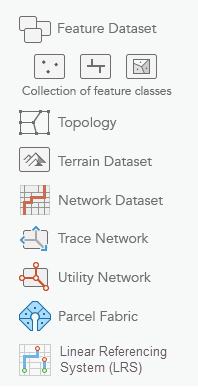 Feature Dataset
Collection of feature classes
Topology
Terrain Dataset
Network Dataset
Trace Network
Utility Network
Parcel Fabric
Linear Referencing
System (LRS)